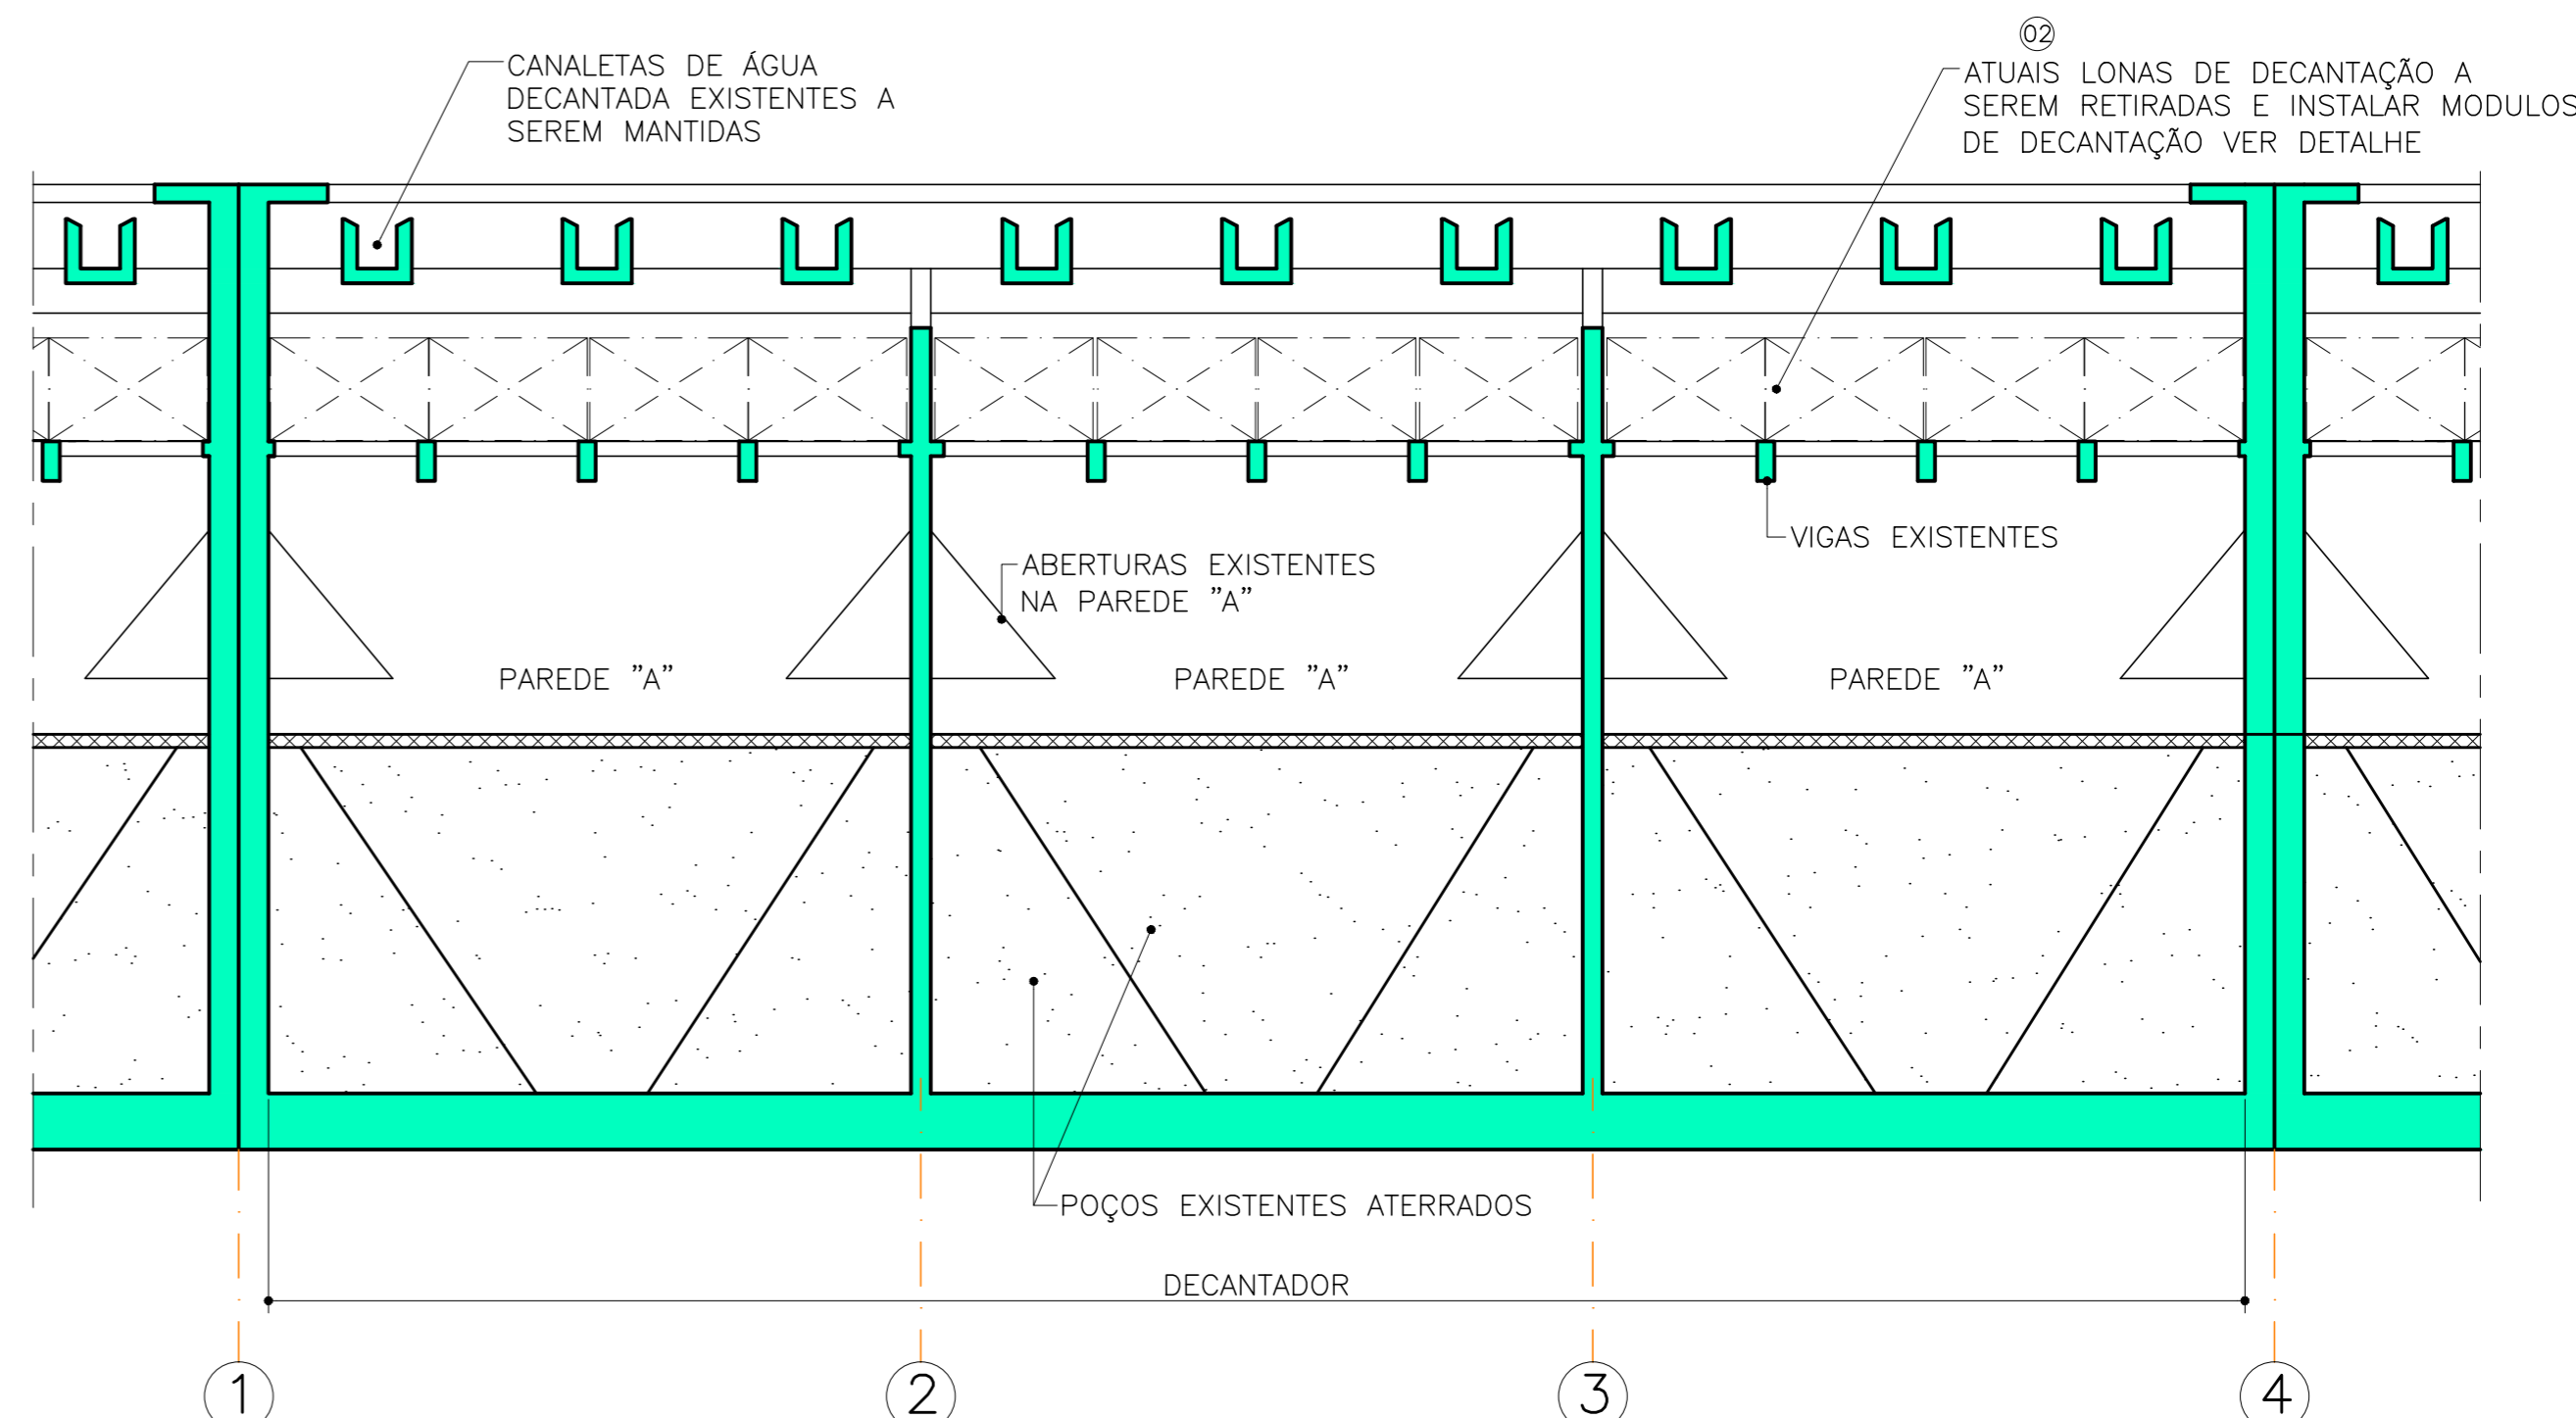 CANALETAS DE ÁGUA
DECANTADA EXISTENTES A
SEREM MANTIDAS
02
ATUAIS LONAS DE DECANTAÇÃO A
SEREM RETIRADAS E INSTALAR MODULOS
DE DECANTAÇÃO VER DETALHE
VIGAS EXISTENTES
ABERTURAS EXISTENTES
NA PAREDE "A"
PAREDE "A"
PAREDE "A"
PAREDE "A"
POÇOS EXISTENTES ATERRADOS
DECANTADOR
1
2
3
4